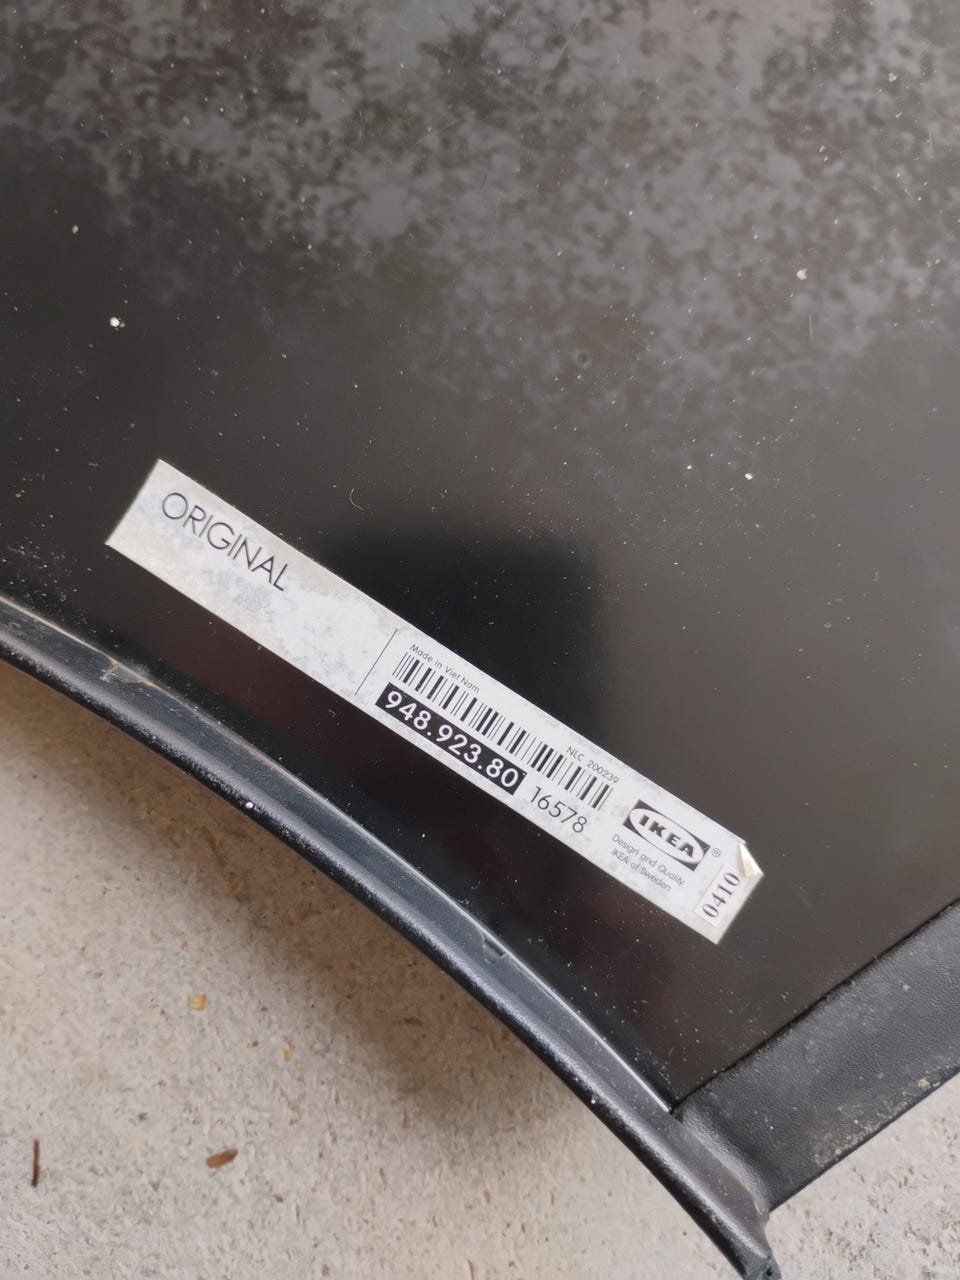 ORIGINAL
Made in Viet Nam
NLC 200239
948.923.80 16578
IKEA®
Design and Quality
IKEA of Sweden
0410